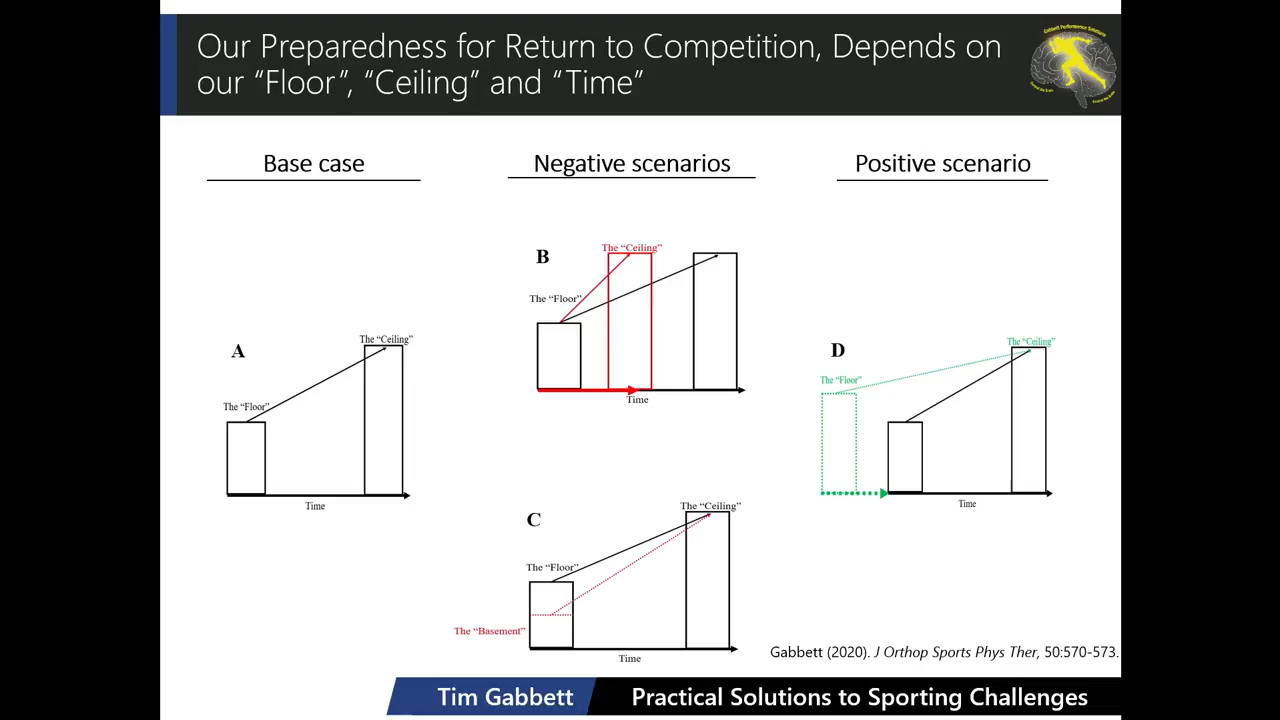 Our Preparedness for Return to Competition, Depends on
our “Floor”, “Ceiling” and “Time”
Gabbett Performance Solutions
Base case
Negative scenarios
Positive scenario
A
The “Floor”
The “Ceiling”
Time
B
The “Floor”
The “Ceiling”
Time
C
The “Floor”
The “Ceiling”
The “Basement”
Time
D
The “Floor”
The “Ceiling”
Time
Gabbett (2020). J Orthop Sports Phys Ther, 50:570-573.
Tim Gabbett
Practical Solutions to Sporting Challenges